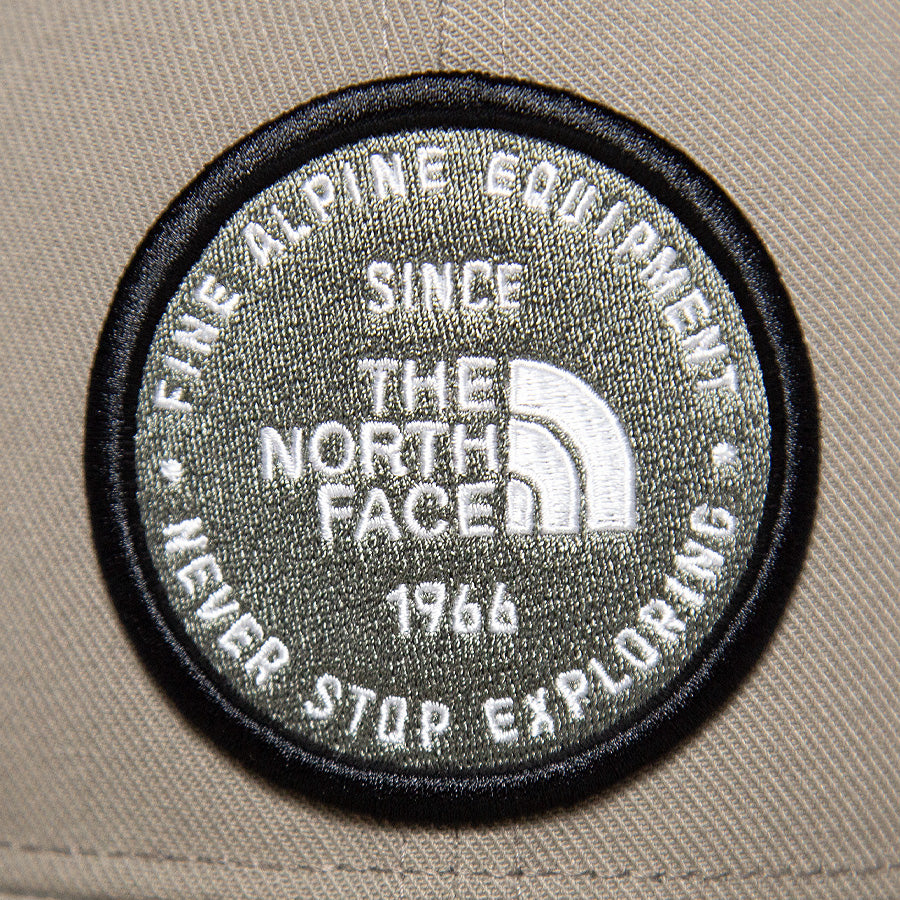 FINE ALPINE EQUIPMENT
SINCE
THE
NORTH
FACE
1966
NEVER STOP EXPLORING